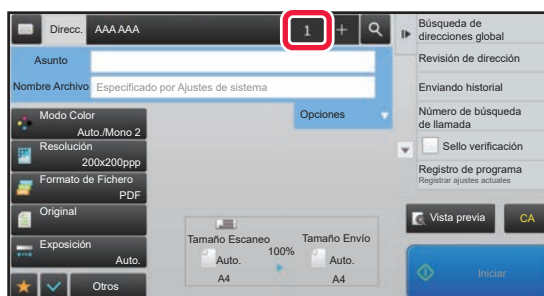 Direcc. AAA AAA 1 +
Asunto
Nombre Archivo Especificado por Ajustes de sistema
Modo Color
Auto./Mono 2
Resolución
200x200ppp
Formato de Fichero
PDF
Original
Exposición
Auto.
Otros
Opciones
Tamaño Escaneo 100% Tamaño Envío
Auto. Auto.
A4 A4
Búsqueda de
direcciones global
Revisión de dirección
Enviando historial
Número de búsqueda
de llamada
Sello verificación
Registro de programa
Registrar ajustes actuales
Vista previa CA
Iniciar